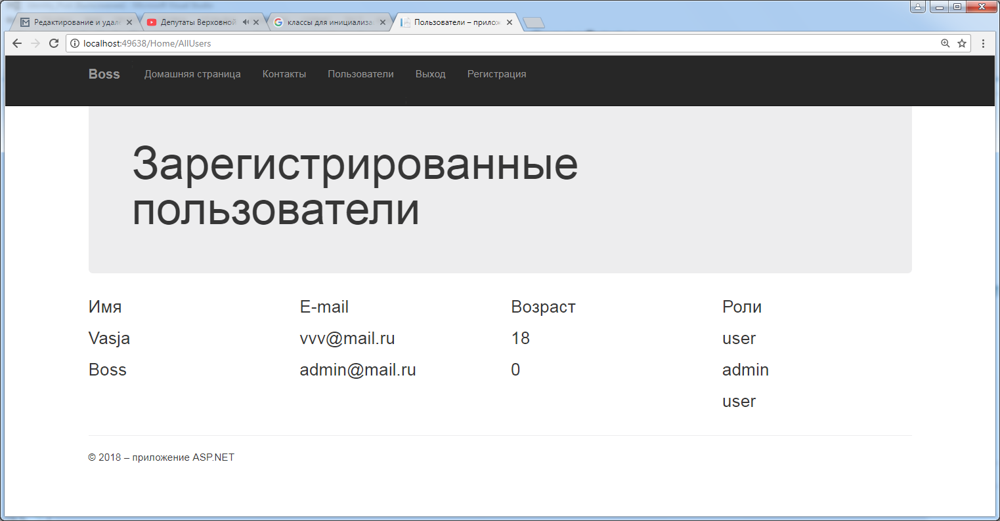 Редактирование и удал
Депутаты Верховной
классы для инициализа
Пользователи – прилож
localhost:49638/Home/AllUsers
Boss Домашняя страница Контакты Пользователи Выход Регистрация
Зарегистрированные
пользователи
Имя E-mail Возраст Роли
Vasja vvv@mail.ru 18 user
Boss admin@mail.ru 0 admin
user
© 2018 – приложение ASP.NET